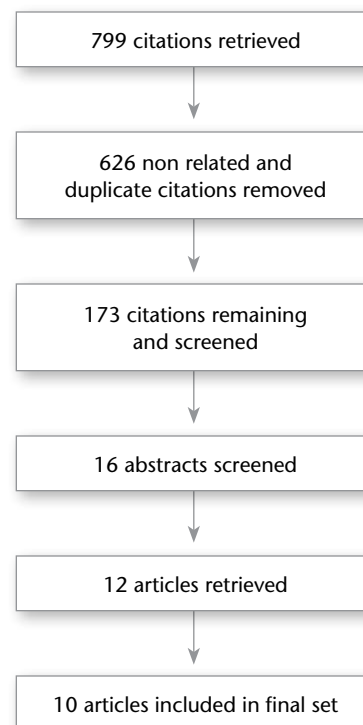 799 citations retrieved
626 non related and
duplicate citations removed
173 citations remaining
and screened
16 abstracts screened
12 articles retrieved
10 articles included in final set